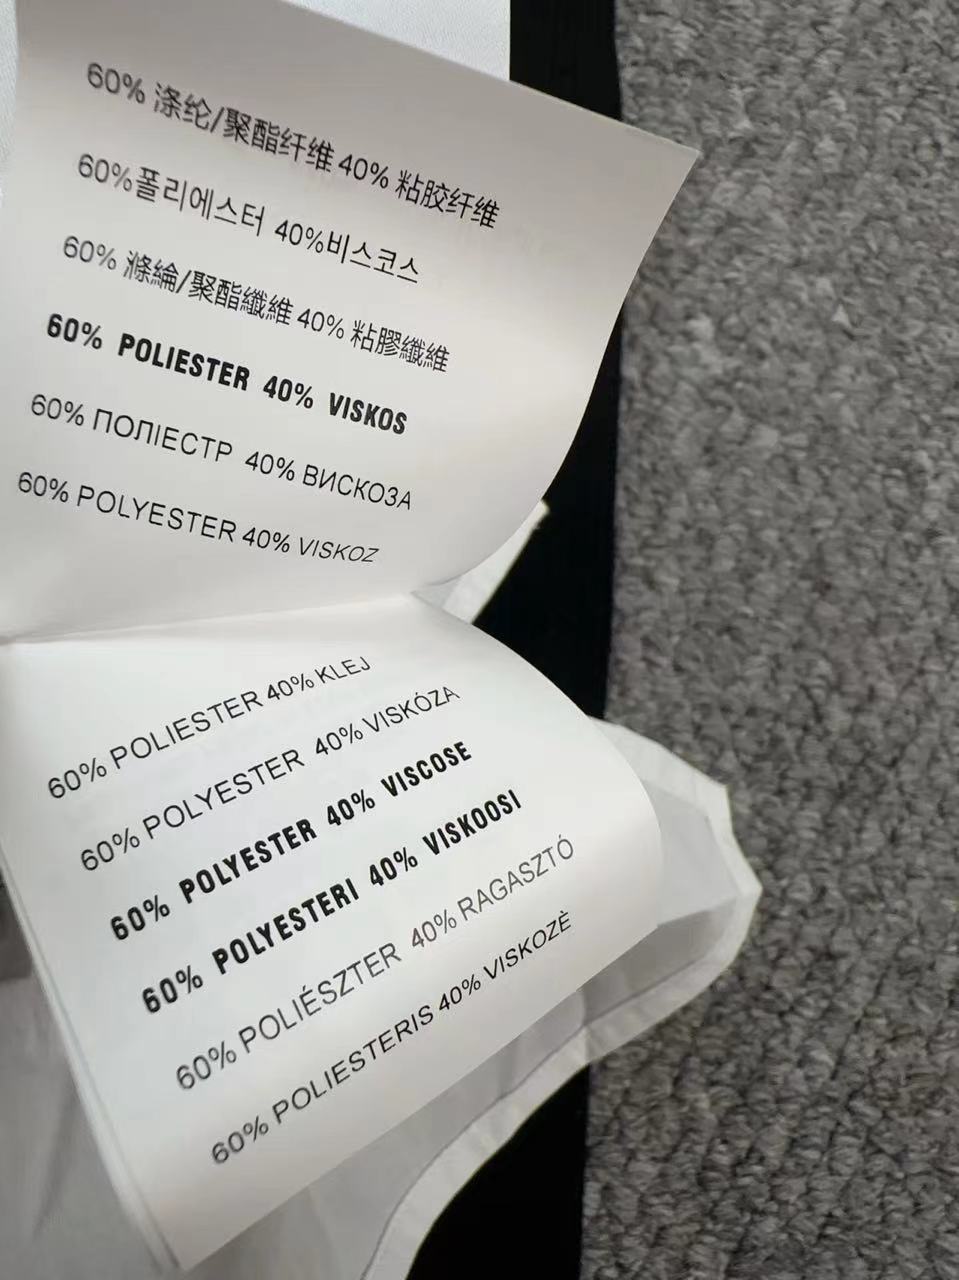 60% 涤纶/聚酯纤维 40% 粘胶纤维
60%폴리에스터 40%비스코스
60% 滌綸/聚酯纖維 40% 粘膠纖維
60% POLIESTER 40% VISKOS
60% ПОЛІЕСТР 40% ВИСКОЗА
60% POLYESTER 40% VISKOZ
60% POLIESTER 40% KLEJ
60% POLYESTER 40% VISKÓZA
60% POLYESTER 40% VISCOSE
60% POLYESTERI 40% VISKOOSI
60% POLIÉSZTER 40% RAGASZTÓ
60% POLIESTERIS 40% VISKOZĖ